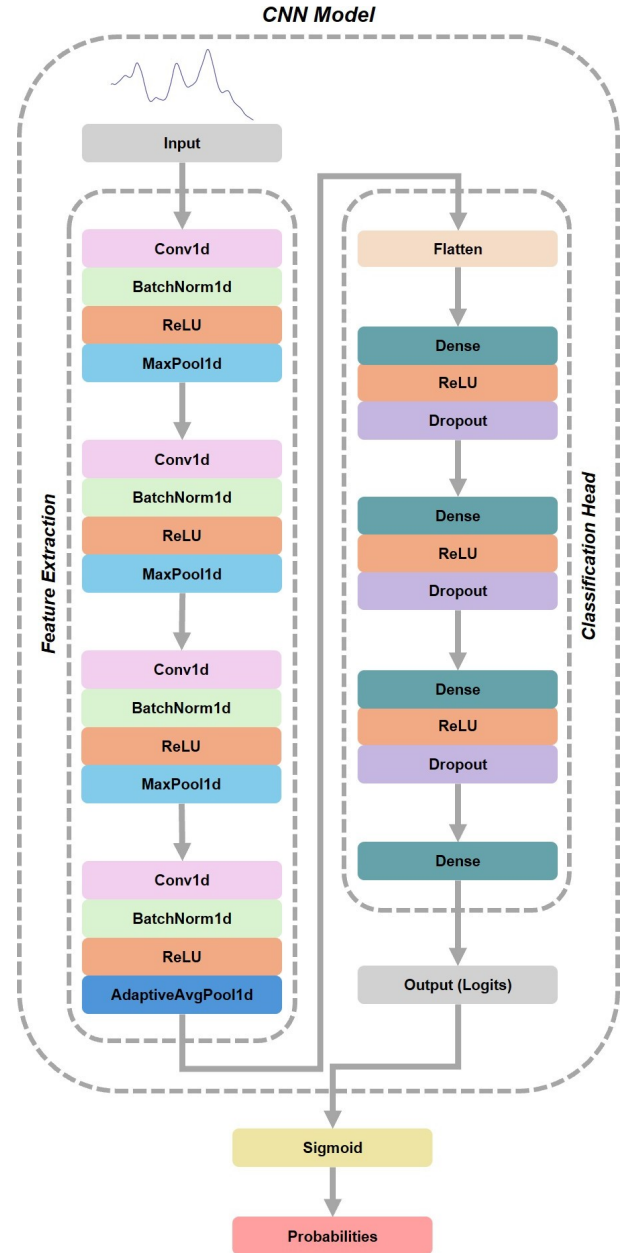 CNN Model
Input
Feature Extraction
Conv1d
BatchNorm1d
ReLU
MaxPool1d
Conv1d
BatchNorm1d
ReLU
MaxPool1d
Conv1d
BatchNorm1d
ReLU
MaxPool1d
Conv1d
BatchNorm1d
ReLU
AdaptiveAvgPool1d
Classification Head
Flatten
Dense
ReLU
Dropout
Dense
ReLU
Dropout
Dense
ReLU
Dropout
Dense
Output (Logits)
Sigmoid
Probabilities